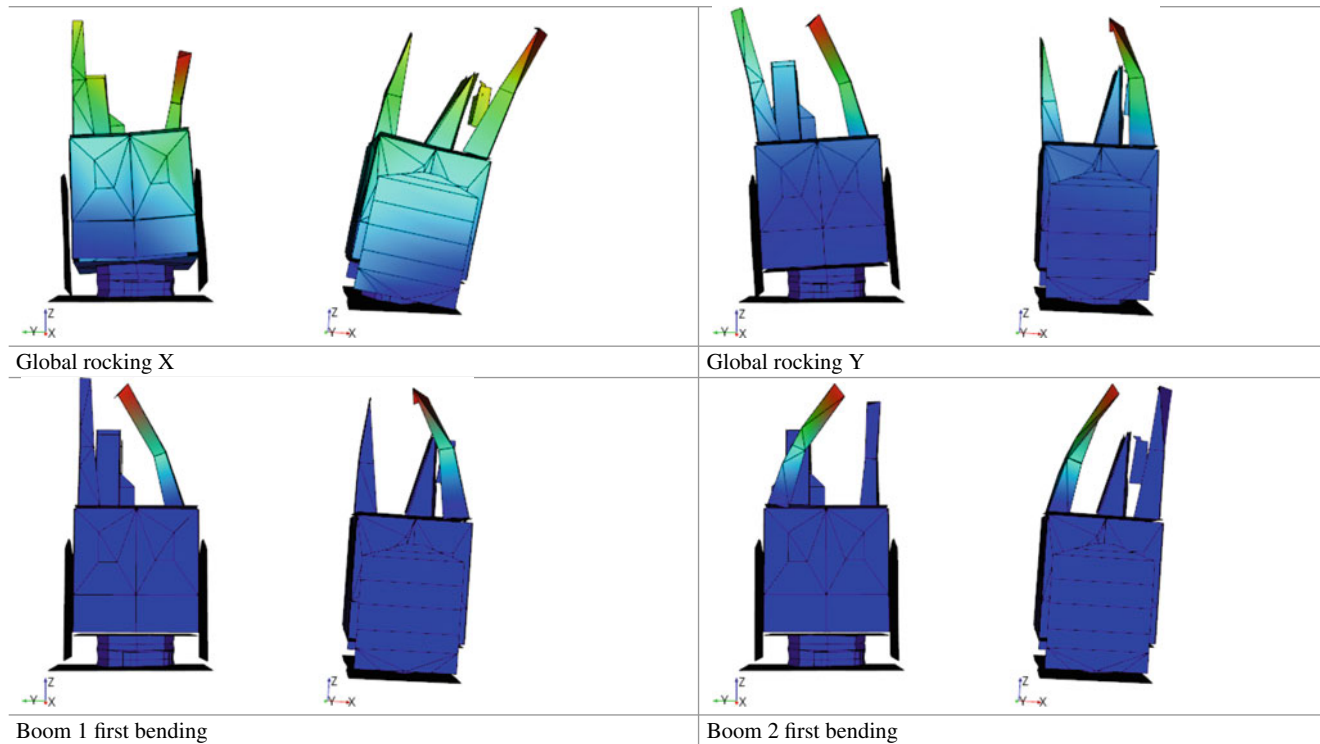 Z
Y
X
Z
Y
X
Z
Y
X
Z
Y
X
Global rocking X
Global rocking Y
Z
Y
X
Z
Y
X
Z
Y
X
Z
Y
X
Boom 1 first bending
Boom 2 first bending